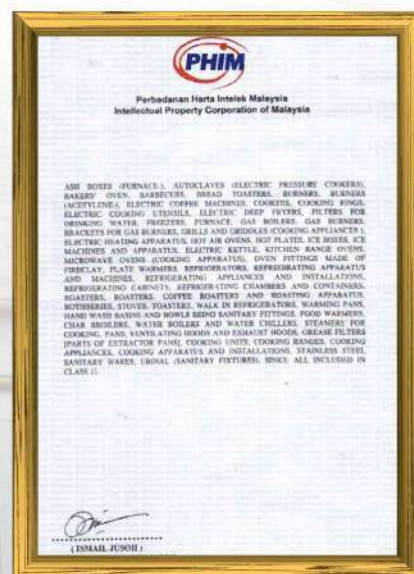 PHIM
Perbadanan Harta Intelek Malaysia
Intellectual Property Corporation of Malaysia
ASH BOXES (FURNACE), AUTOCLAVES (ELECTRIC PRESSURE COOKERS),
BAKERS' OVEN, BARBECUES, BREAD TOASTERS, BURNERS, BURNERS
(ACETYLENE), ELECTRIC COFFEE MACHINES, COOKERS, COOKING RINGS,
ELECTRIC COOKING UTENSILS, ELECTRIC DEEP FRYERS, FILTERS FOR
DRINKING WATER, FREEZERS, FURNACE, GAS BOILERS, GAS BURNERS,
BRACKETS FOR GAS BURNERS, GRILLS AND GRIDDLES (COOKING APPLIANCES),
ELECTRIC HEATING APPARATUS, HOT AIR OVENS, HOT PLATES, ICE BOXES, ICE
MACHINES AND APPARATUS, ELECTRIC KETTLE, KITCHEN RANGE OVENS,
MICROWAVE OVENS (COOKING APPARATUS), OVEN FITTINGS MADE OF
FIRECLAY, PLATE WARMERS, REFRIGERATORS, REFRIGERATING APPARATUS
AND MACHINES, REFRIGERATING APPLIANCES AND INSTALLATIONS,
REFRIGERATING CABINETS, REFRIGERATING CHAMBERS AND CONTAINERS,
ROASTERS, ROASTERS, COFFEE ROASTERS AND ROASTING APPARATUS,
ROTISSERIES, STOVES, TOASTERS, WALK IN REFRIGERATORS, WARMING PANS,
HAND WASH BASINS AND BOWLS BEING SANITARY FITTINGS, FOOD WARMERS,
CHAR BROILERS, WATER BOILERS AND WATER CHILLERS, STEAMERS FOR
COOKING, PANS, VENTILATING HOODS AND EXHAUST HOODS, GREASE FILTERS
[PARTS OF EXTRACTOR FANS], COOKING UNITS, COOKING RANGES, COOKING
APPLIANCES, COOKING APPARATUS AND INSTALLATIONS, STAINLESS STEEL
SANITARY WARES, URINAL (SANITARY FIXTURES), SINKS; ALL INCLUDED IN
CLASS 11.
( ISMAIL JUSOH )